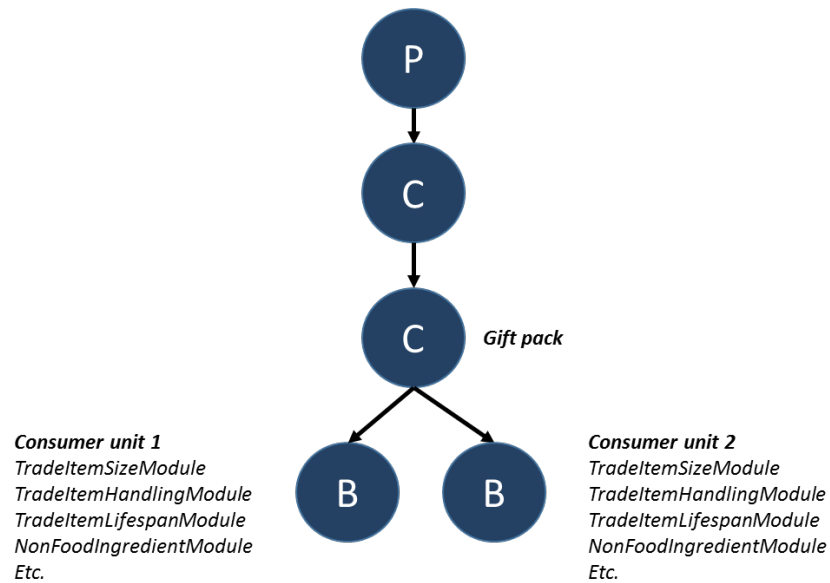 P
C
C
Gift pack
Consumer unit 1
TradeItemSizeModule
TradeItemHandlingModule
TradeItemLifespanModule
NonFoodIngredientModule
Etc.
B
B
Consumer unit 2
TradeItemSizeModule
TradeItemHandlingModule
TradeItemLifespanModule
NonFoodIngredientModule
Etc.